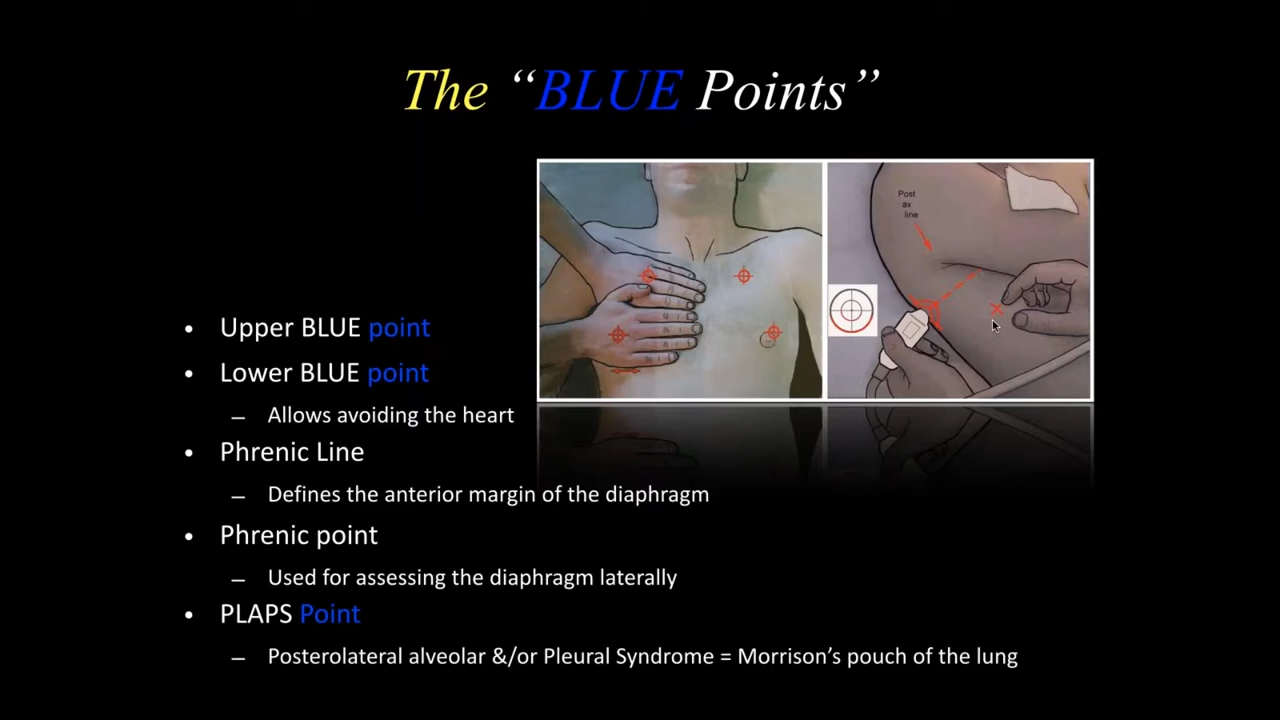 The “BLUE Points”
Post
ax
line
Upper BLUE point
Lower BLUE point
– Allows avoiding the heart
Phrenic Line
– Defines the anterior margin of the diaphragm
Phrenic point
– Used for assessing the diaphragm laterally
PLAPS Point
– Posterolateral alveolar &/or Pleural Syndrome = Morrison’s pouch of the lung